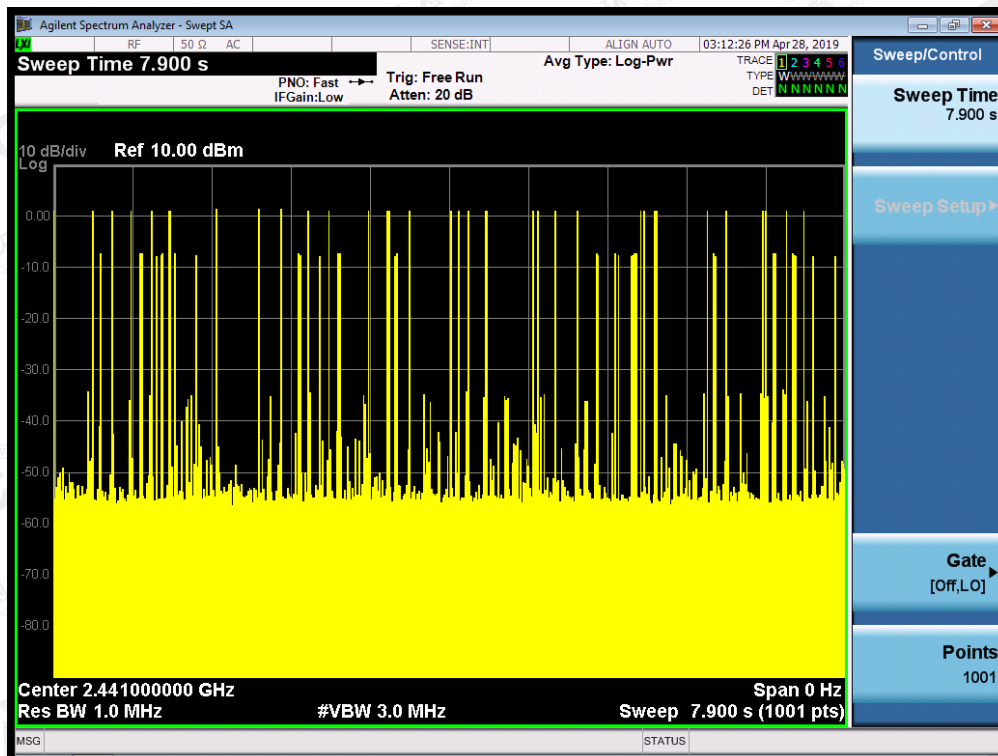 Agilent Spectrum Analyzer - Swept SA
LXI RF 50 Ω AC SENSE:INT ALIGN AUTO 03:12:26 PM Apr 28, 2019
Sweep Time 7.900 s
PNO: Fast
IFGain:Low
Trig: Free Run
Atten: 20 dB
Avg Type: Log-Pwr
TRACE 1 2 3 4 5 6
TYPE WWWWWW
DET N N N N N N
10 dB/div Ref 10.00 dBm
Log
0.00
-10.0
-20.0
-30.0
-40.0
-50.0
-60.0
-70.0
-80.0
Center 2.441000000 GHz Span 0 Hz
Res BW 1.0 MHz #VBW 3.0 MHz Sweep 7.900 s (1001 pts)
MSG STATUS
Sweep/Control
Sweep Time
7.900 s
Sweep Setup
Gate
[Off,LO]
Points
1001